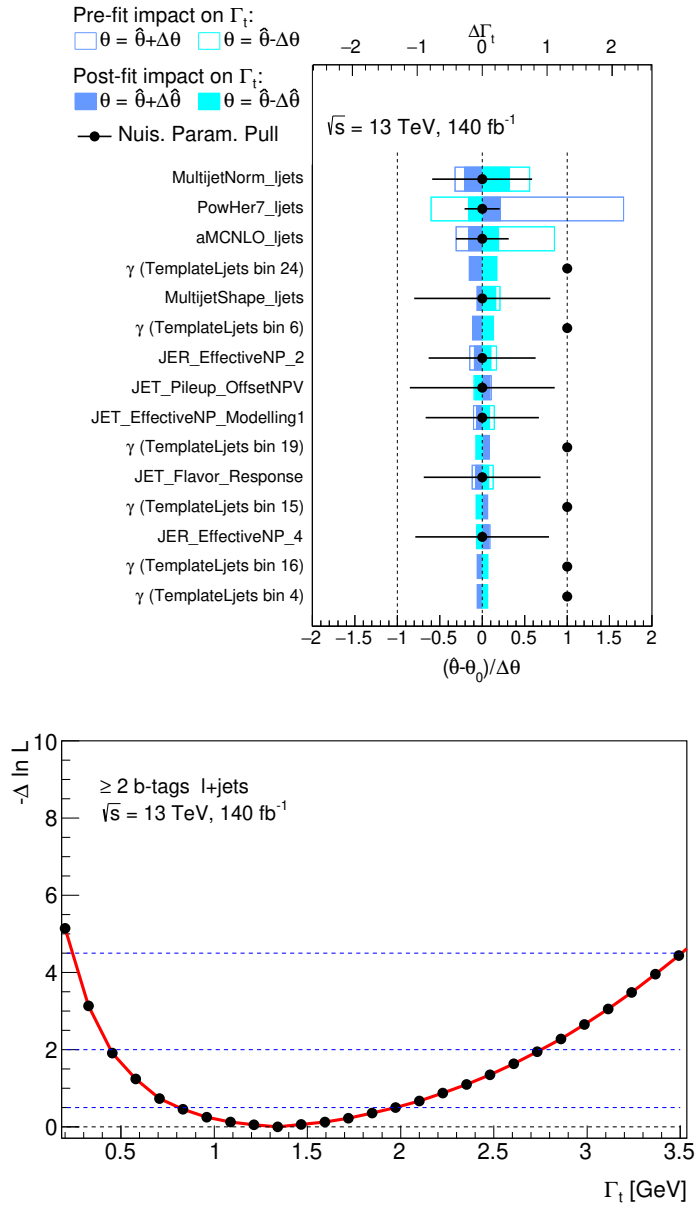 Pre-fit impact on Γt:
θ = θ̂+Δθ θ = θ̂-Δθ
Post-fit impact on Γt:
θ = θ̂+Δθ̂ θ = θ̂-Δθ̂
Nuis. Param. Pull
ΔΓt
−2 −1 0 1 2
√s = 13 TeV, 140 fb-1
MultijetNorm_ljets
PowHer7_ljets
aMCNLO_ljets
γ (TemplateLjets bin 24)
MultijetShape_ljets
γ (TemplateLjets bin 6)
JER_EffectiveNP_2
JET_Pileup_OffsetNPV
JET_EffectiveNP_Modelling1
γ (TemplateLjets bin 19)
JET_Flavor_Response
γ (TemplateLjets bin 15)
JER_EffectiveNP_4
γ (TemplateLjets bin 16)
γ (TemplateLjets bin 4)
−2 −1.5 −1 −0.5 0 0.5 1 1.5 2
(θ̂-θ0)/Δθ
-Δ ln L
10
8
6
4
2
0
≥ 2 b-tags l+jets
√s = 13 TeV, 140 fb-1
0.5 1 1.5 2 2.5 3 3.5
Γt [GeV]